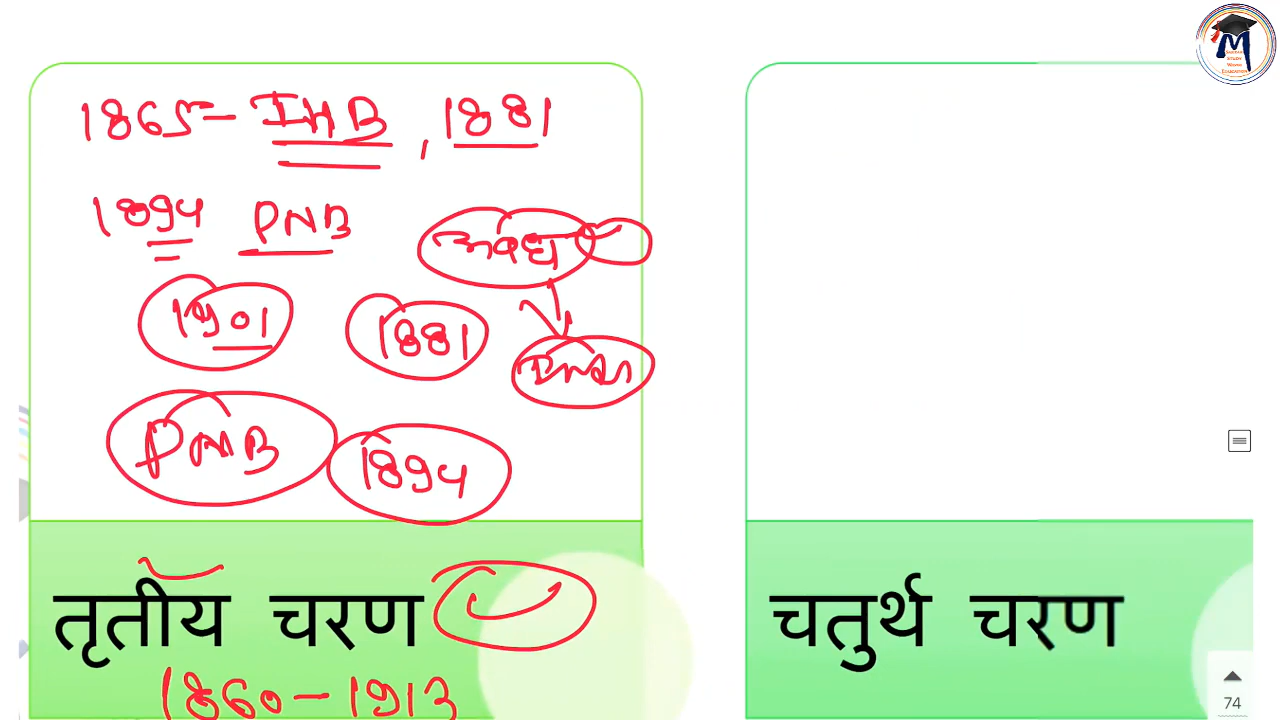 1865 - IHB, 1881
1894 PNB
अवध
1901 1881
PNB 1894
तृतीय चरण
1860 - 1913
चतुर्थ चरण
74
M